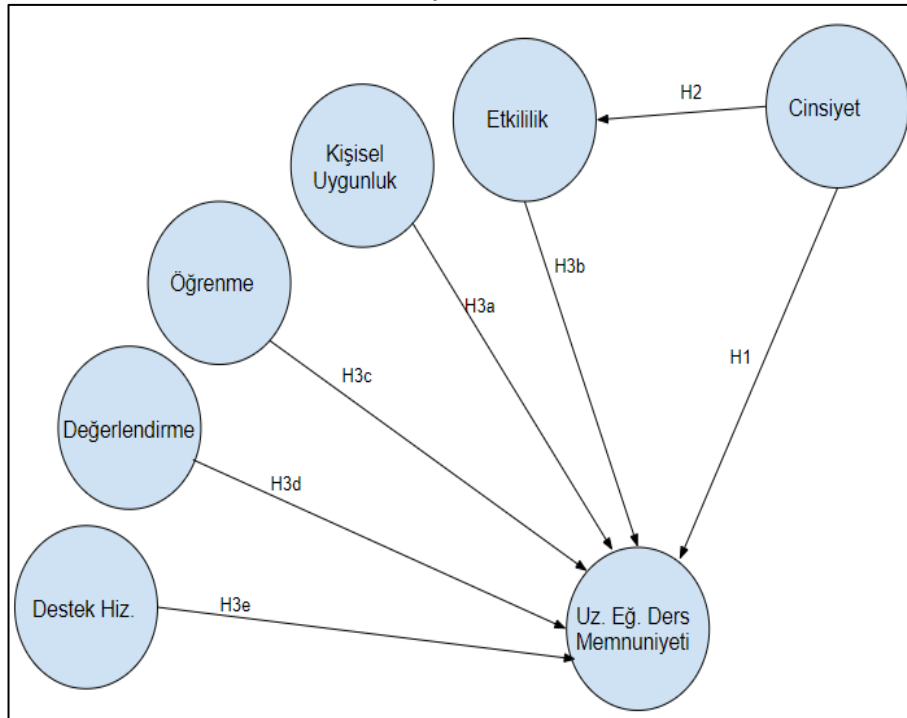 Etkililik
H2
Cinsiyet
Kişisel
Uygunluk
H3b
Öğrenme
H3a
H1
H3c
Değerlendirme
H3d
Destek Hiz.
H3e
Uz. Eğ. Ders
Memnuniyeti